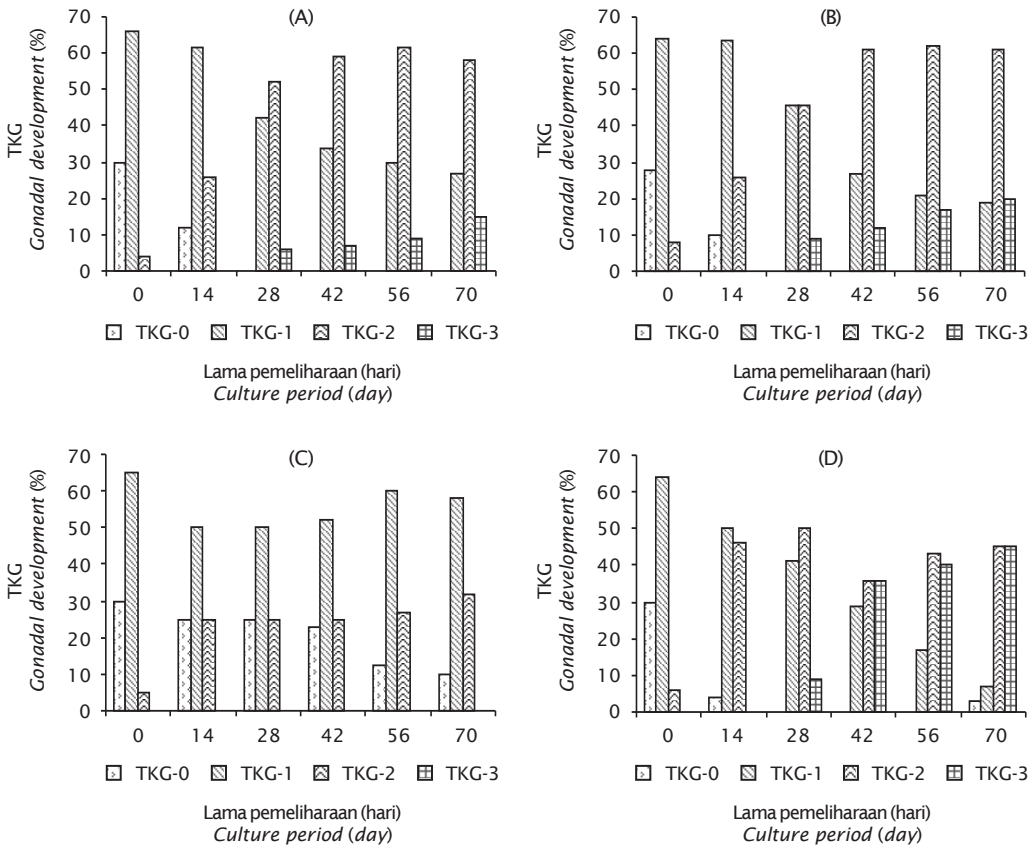 (A)
TKG
Gonadal development (%)
70
60
50
40
30
20
10
0
0 14 28 42 56 70
TKG-0 TKG-1 TKG-2 TKG-3
Lama pemeliharaan (hari)
Culture period (day)
(B)
TKG
Gonadal development (%)
70
60
50
40
30
20
10
0
0 14 28 42 56 70
TKG-0 TKG-1 TKG-2 TKG-3
Lama pemeliharaan (hari)
Culture period (day)
(C)
TKG
Gonadal development (%)
70
60
50
40
30
20
10
0
0 14 28 42 56 70
TKG-0 TKG-1 TKG-2 TKG-3
Lama pemeliharaan (hari)
Culture period (day)
(D)
TKG
Gonadal development (%)
70
60
50
40
30
20
10
0
0 14 28 42 56 70
TKG-0 TKG-1 TKG-2 TKG-3
Lama pemeliharaan (hari)
Culture period (day)